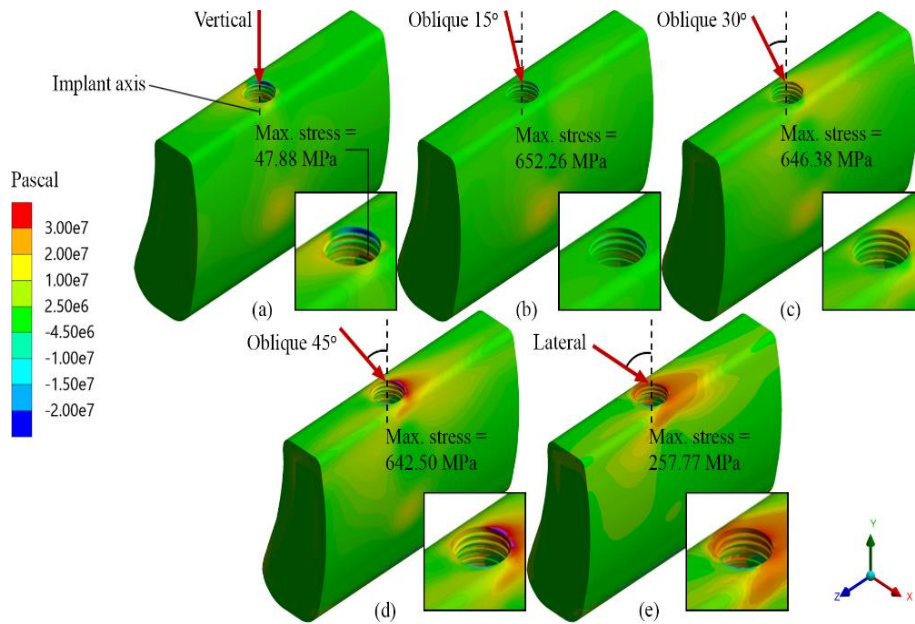 Vertical
Implant axis
Max. stress =
47.88 MPa
(a)
Oblique 15°
Max. stress =
652.26 MPa
(b)
Oblique 30°
Max. stress =
646.38 MPa
(c)
Pascal
3.00e7
2.00e7
1.00e7
2.50e6
-4.50e6
-1.00e7
-1.50e7
-2.00e7
Oblique 45°
Max. stress =
642.50 MPa
(d)
Lateral
Max. stress =
257.77 MPa
(e)
Y
Z
X